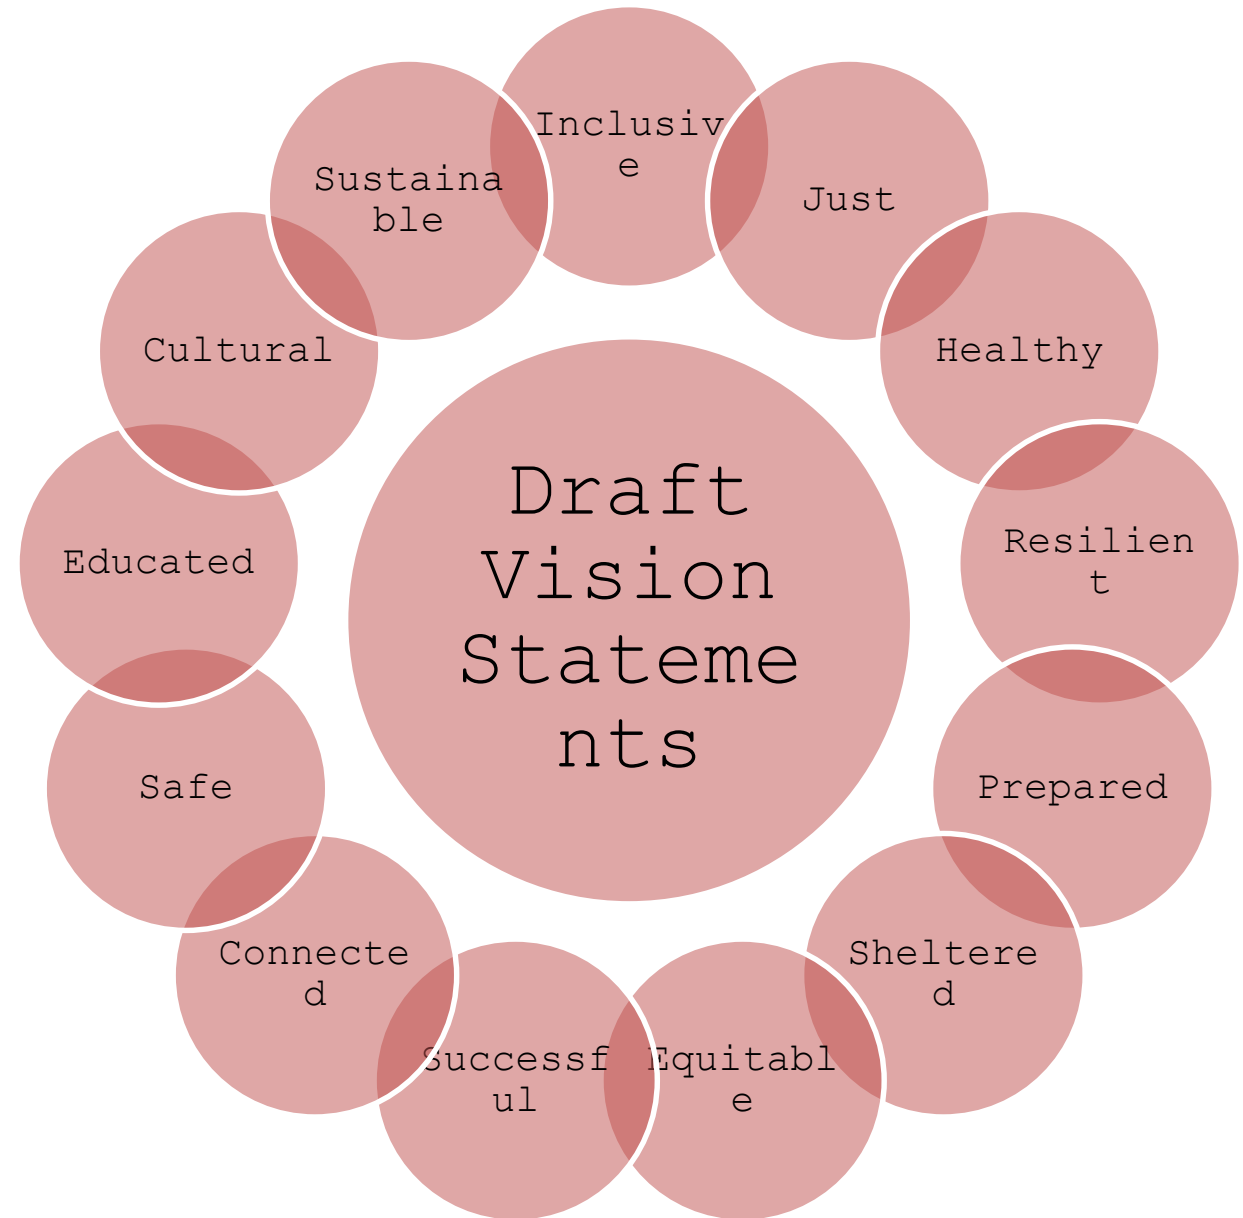 Inclusiv
e
Just
Healthy
Resilien
t
Prepared
Sheltere
d
Equitabl
e
Successf
ul
Connecte
d
Safe
Educated
Cultural
Sustaina
ble
Draft
Vision
Stateme
nts